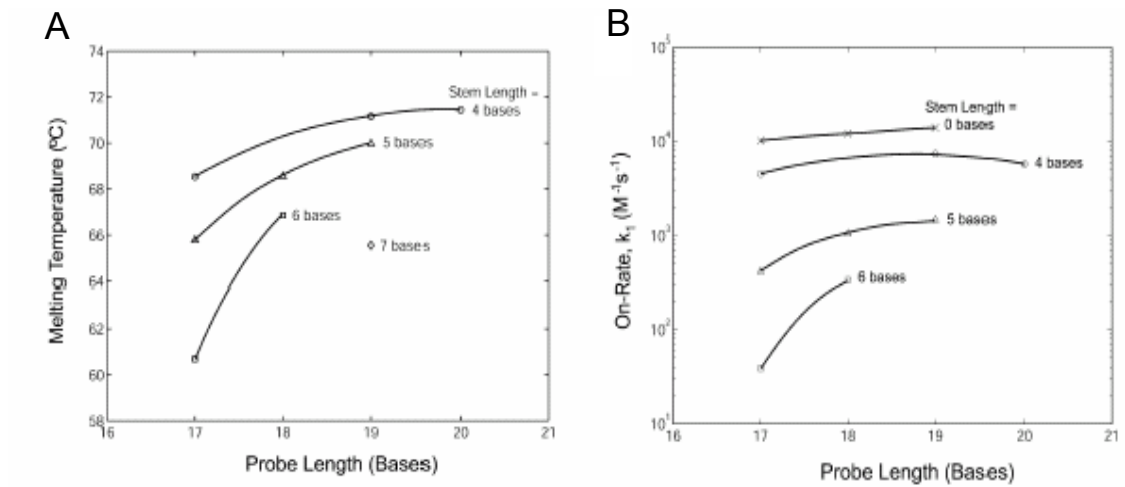 A
74
72
70
68
66
64
62
60
58
Melting Temperature (ºC)
Stem Length =
4 bases
5 bases
6 bases
7 bases
16 17 18 19 20 21
Probe Length (Bases)
B
10⁵
10⁴
10³
10²
10¹
On-Rate, k₁ (M⁻¹s⁻¹)
Stem Length =
0 bases
4 bases
5 bases
6 bases
16 17 18 19 20 21
Probe Length (Bases)